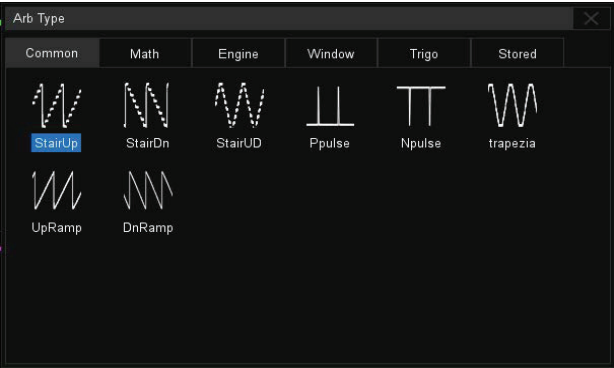 Arb Type
Common Math Engine Window Trigo Stored
StairUp StairDn StairUD Ppulse Npulse trapezia
UpRamp DnRamp